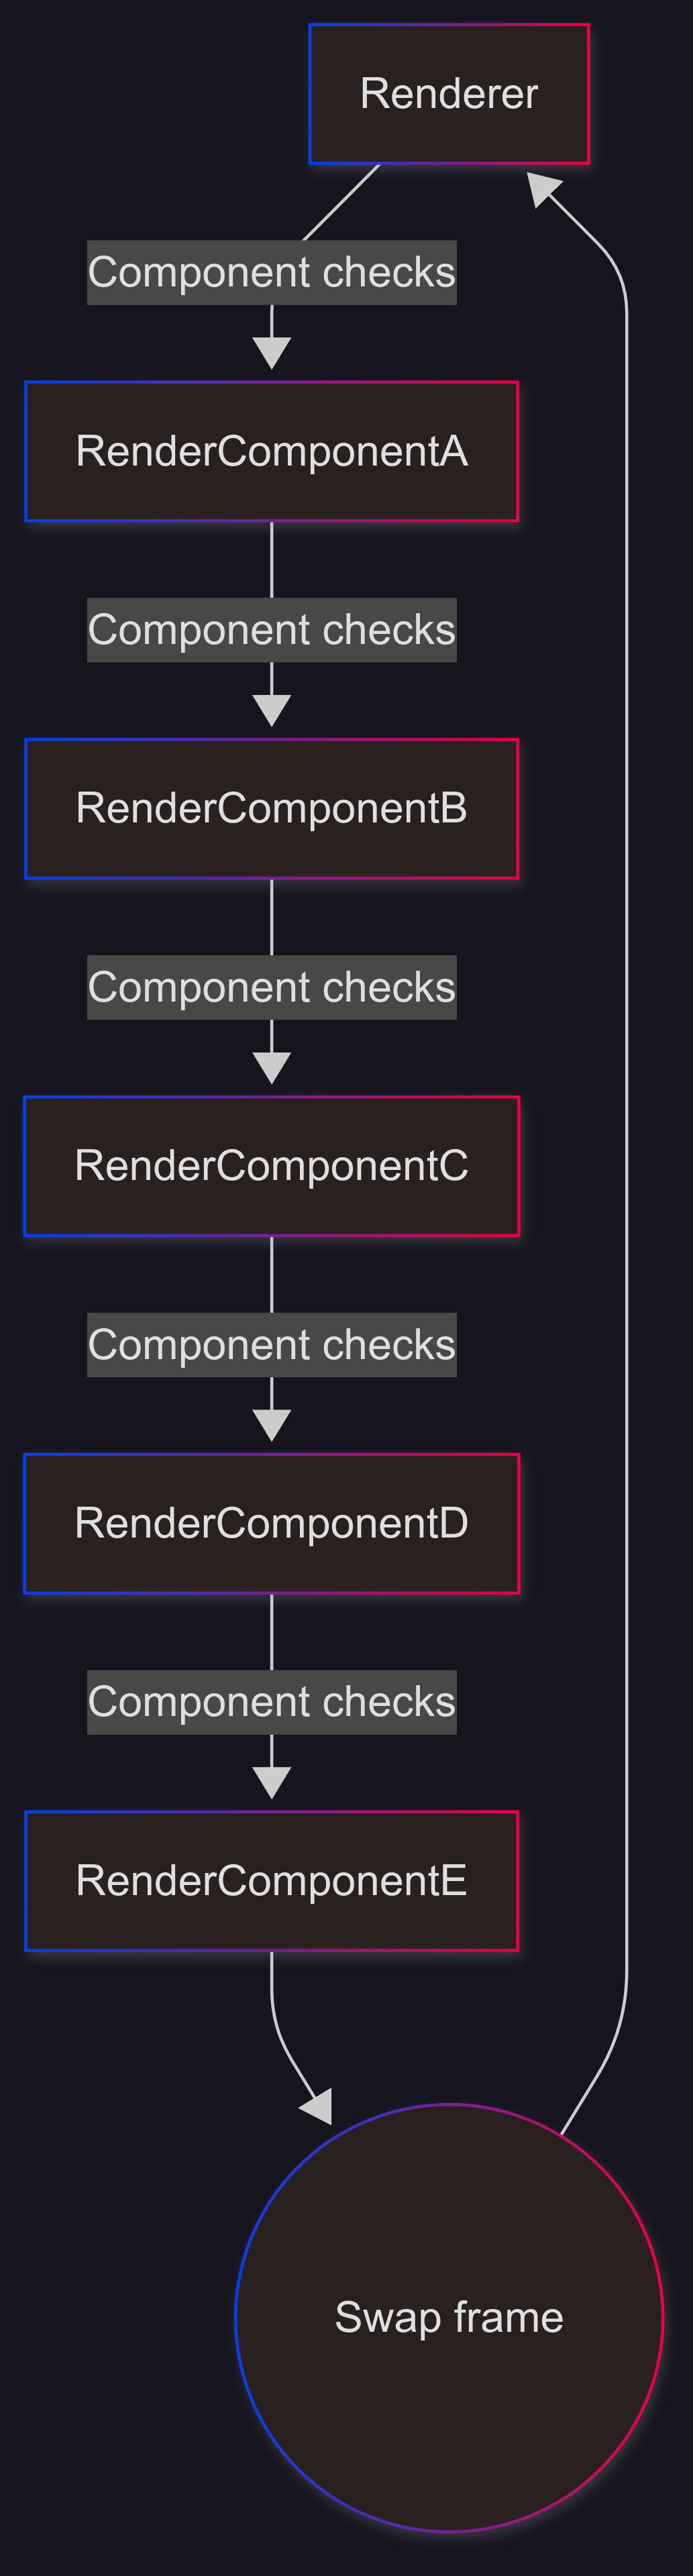 Renderer
Component checks
RenderComponentA
Component checks
RenderComponentB
Component checks
RenderComponentC
Component checks
RenderComponentD
Component checks
RenderComponentE
Swap frame